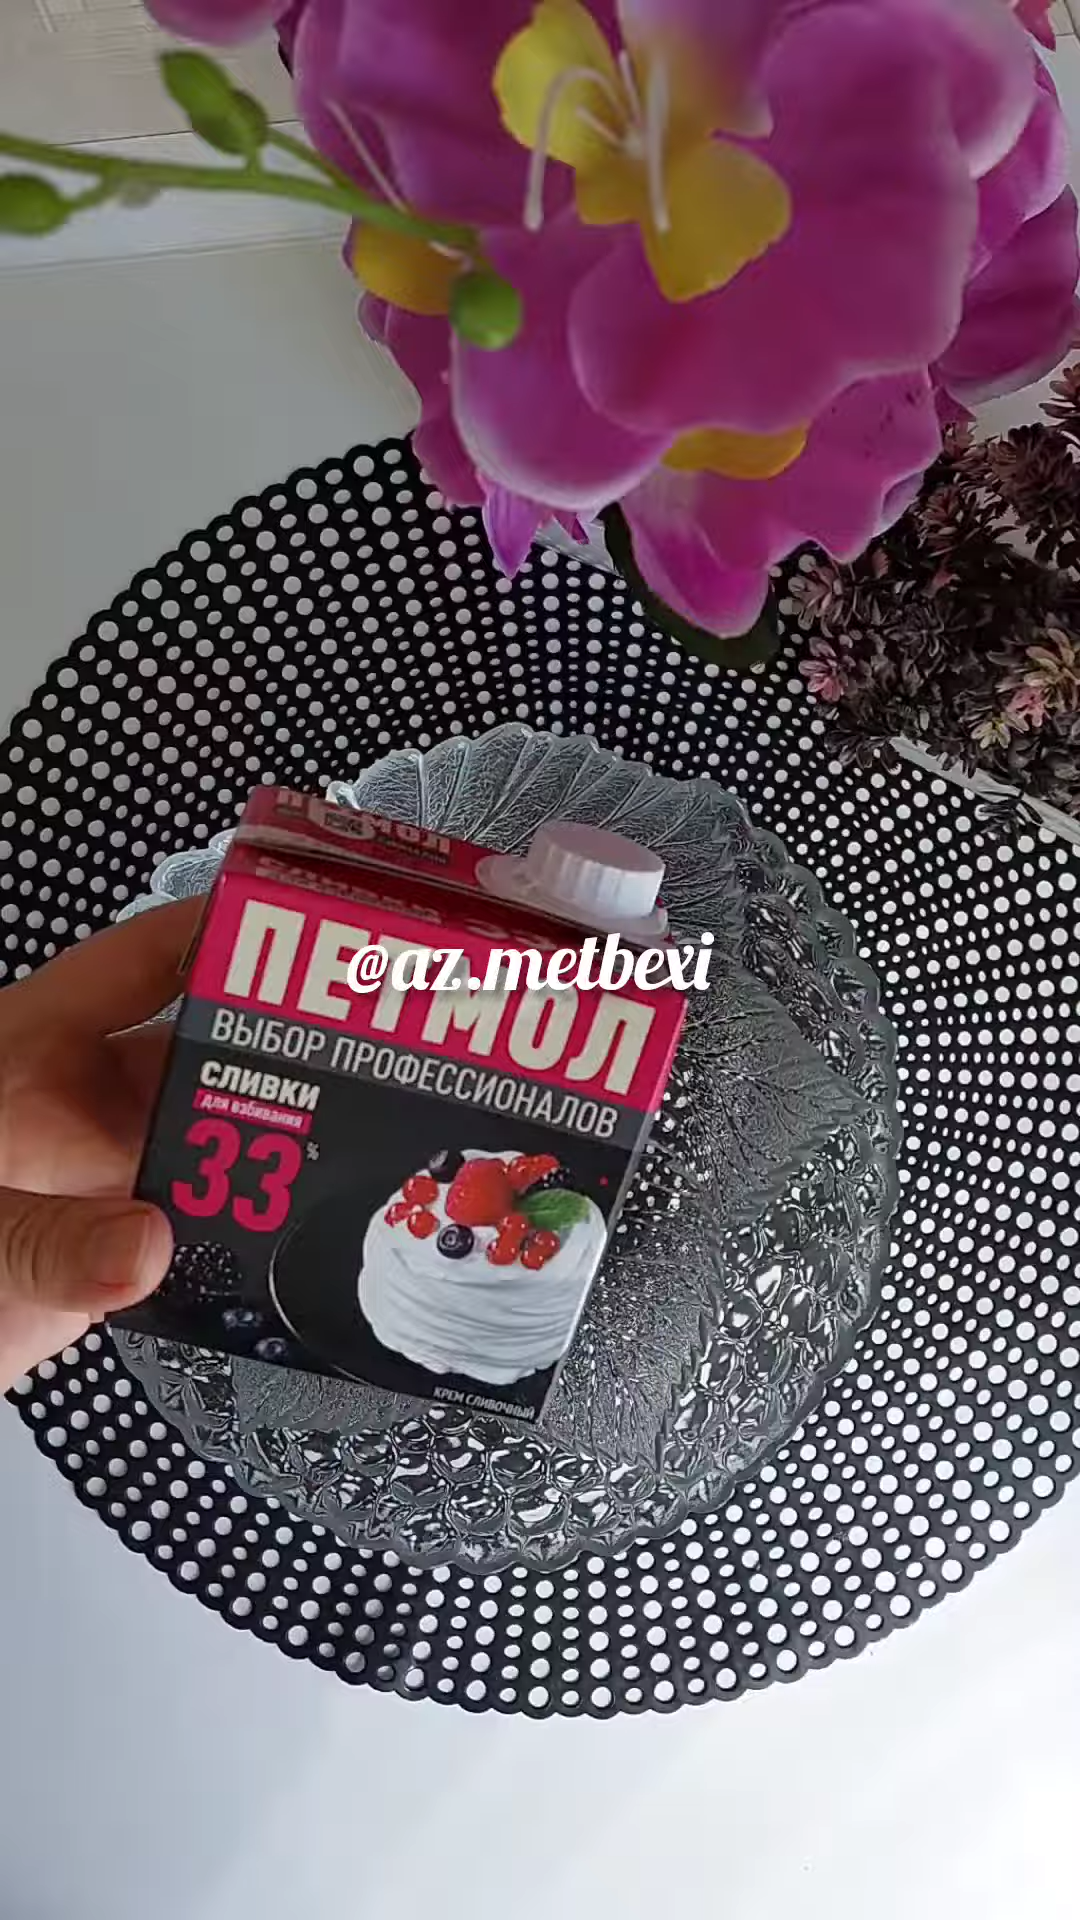 ПЕТМОЛ
@az.metbexi
ВЫБОР ПРОФЕССИОНАЛОВ
СЛИВКИ
для взбивания
33%
КРЕМ СЛИВОЧНЫЙ